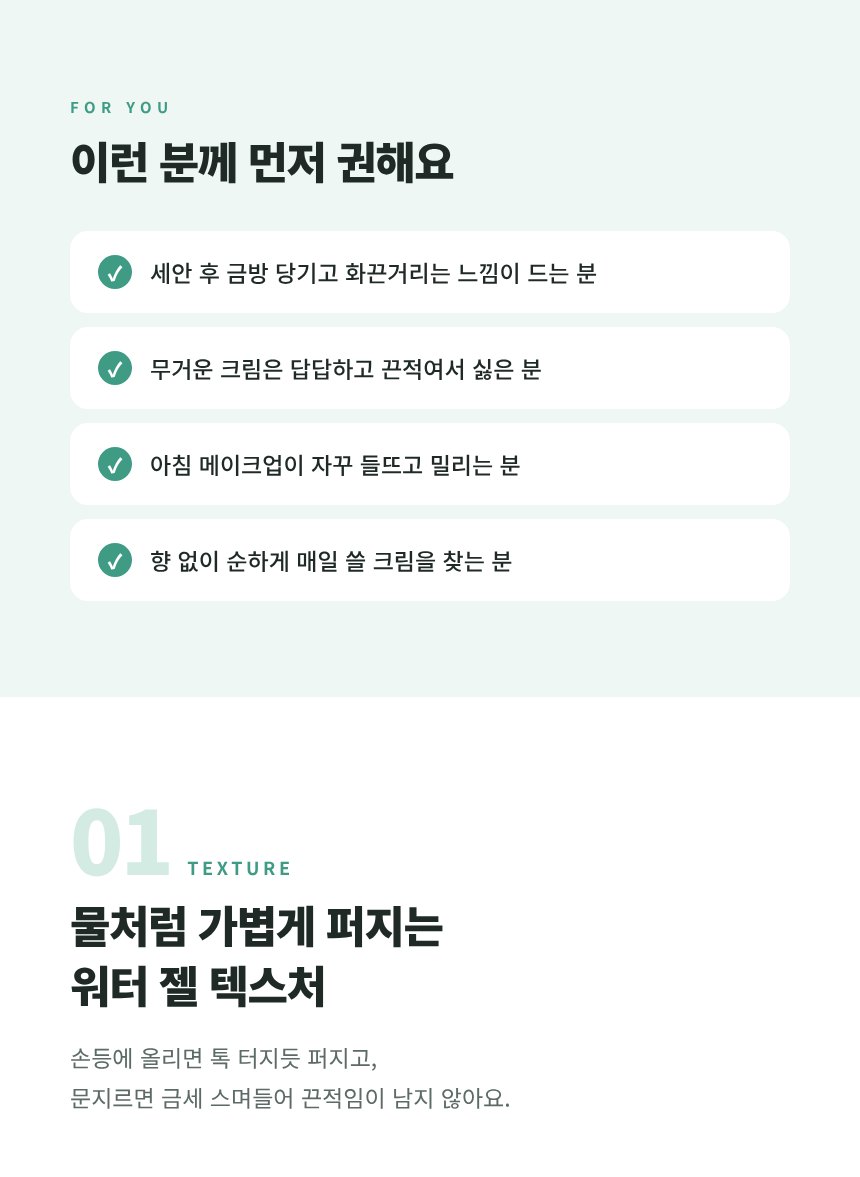 FOR YOU
이런 분께 먼저 권해요
세안 후 금방 당기고 화끈거리는 느낌이 드는 분
무거운 크림은 답답하고 끈적여서 싫은 분
아침 메이크업이 자꾸 들뜨고 밀리는 분
향 없이 순하게 매일 쓸 크림을 찾는 분
01 TEXTURE
물처럼 가볍게 퍼지는
워터 젤 텍스처
손등에 올리면 톡 터지듯 퍼지고,
문지르면 금세 스며들어 끈적임이 남지 않아요.